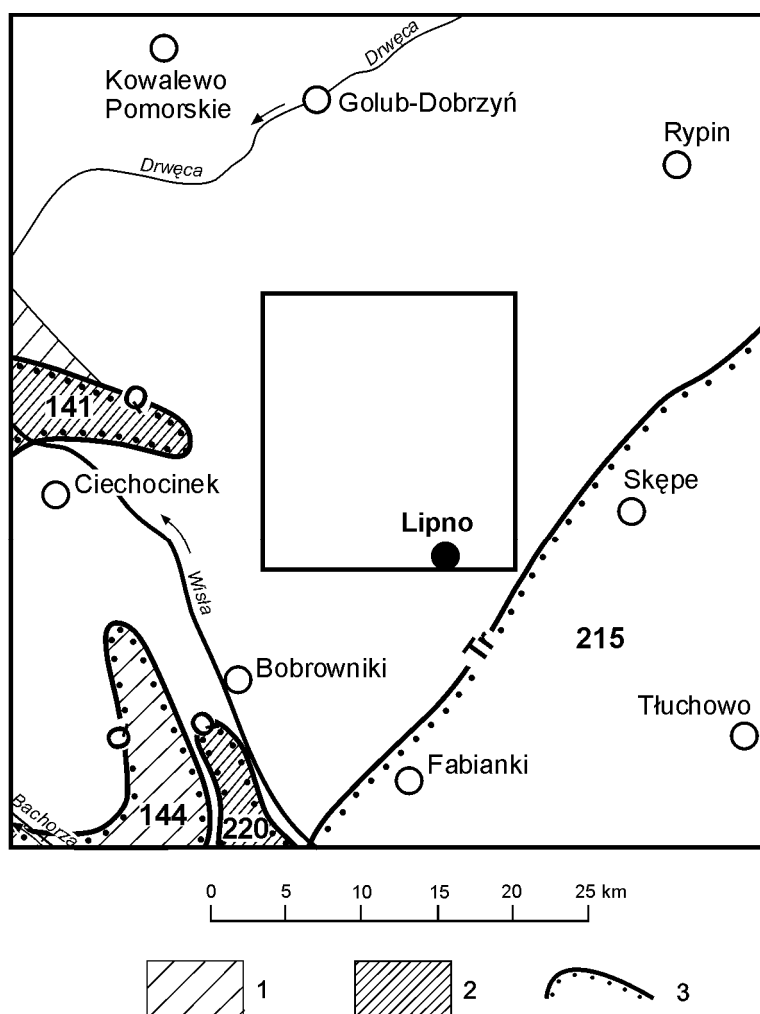 Drwęca
Kowalewo
Pomorskie
Golub-Dobrzyń
Rypin
Drwęca
Q
141
Ciechocinek
Skępe
Lipno
Wisła
Tr
215
Bobrowniki
Tłuchowo
Q
Q
Fabianki
Bachorza
144
220
0 5 10 15 20 25 km
1 2 3